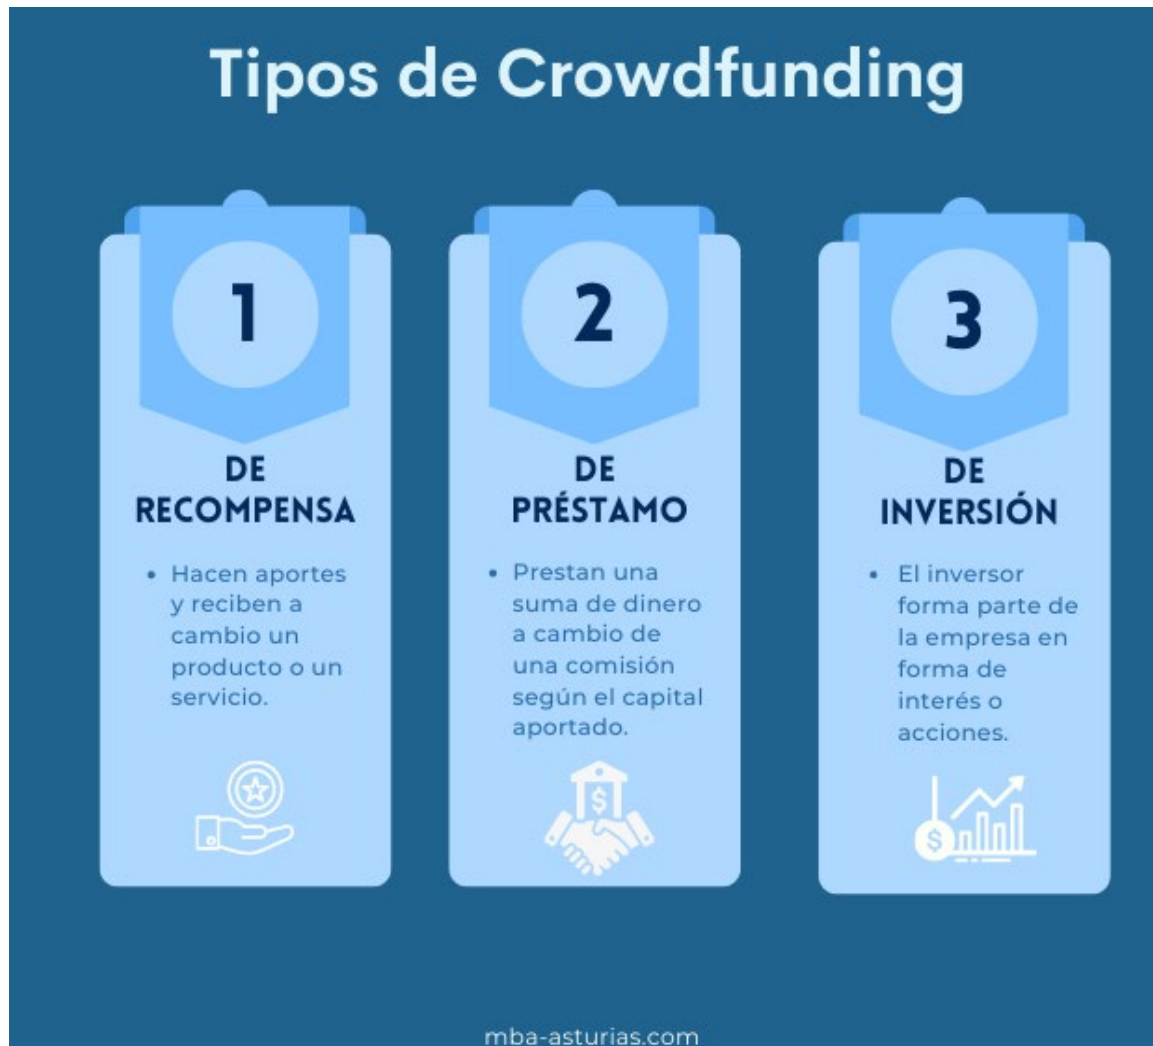 Tipos de Crowdfunding
1
DE
RECOMPENSA
• Hacen aportes
y reciben a
cambio un
producto o un
servicio.
2
DE
PRÉSTAMO
• Prestan una
suma de dinero
a cambio de
una comisión
según el capital
aportado.
$
3
DE
INVERSIÓN
• El inversor
forma parte de
la empresa en
forma de
interés o
acciones.
$
mba-asturias.com